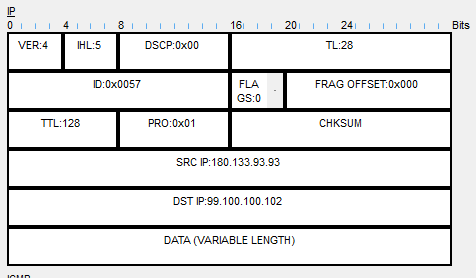 IP
0 4 8 16 20 24 Bits
VER:4 IHL:5 DSCP:0x00 TL:28
ID:0x0057 FLA GS:0 FRAG OFFSET:0x000
TTL:128 PRO:0x01 CHKSUM
SRC IP:180.133.93.93
DST IP:99.100.100.102
DATA (VARIABLE LENGTH)